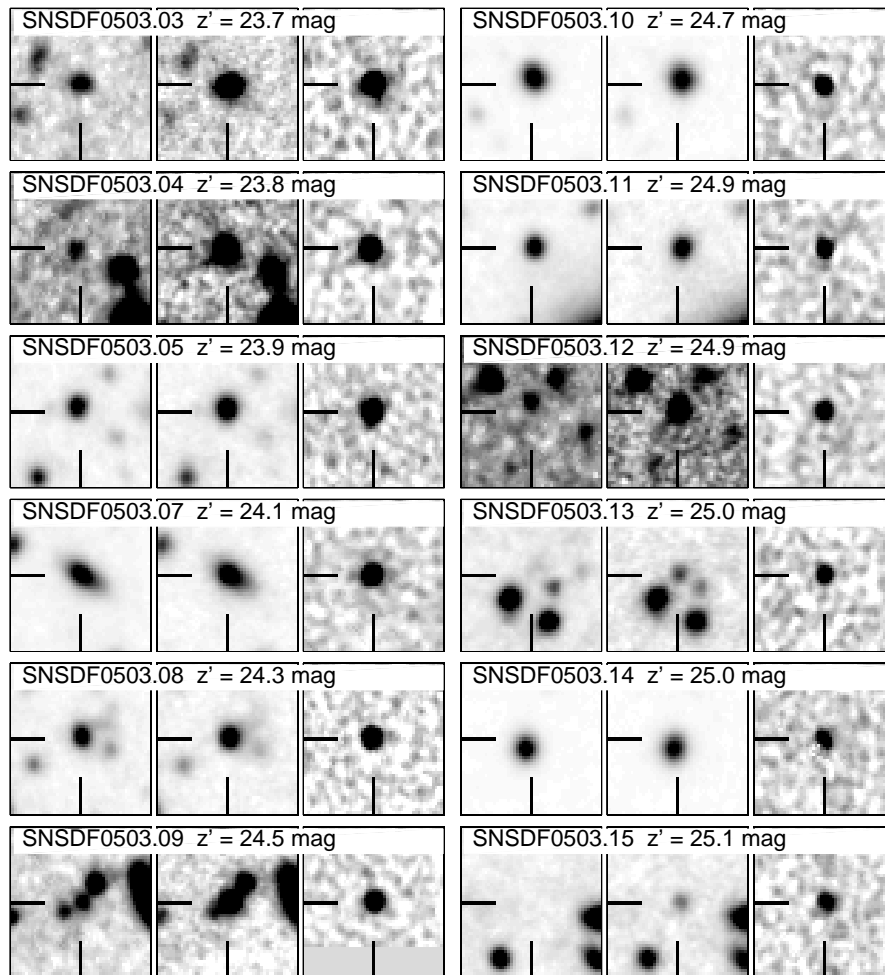 SNSDF0503.03 z' = 23.7 mag
SNSDF0503.10 z' = 24.7 mag
SNSDF0503.04 z' = 23.8 mag
SNSDF0503.11 z' = 24.9 mag
SNSDF0503.05 z' = 23.9 mag
SNSDF0503.12 z' = 24.9 mag
SNSDF0503.07 z' = 24.1 mag
SNSDF0503.13 z' = 25.0 mag
SNSDF0503.08 z' = 24.3 mag
SNSDF0503.14 z' = 25.0 mag
SNSDF0503.09 z' = 24.5 mag
SNSDF0503.15 z' = 25.1 mag